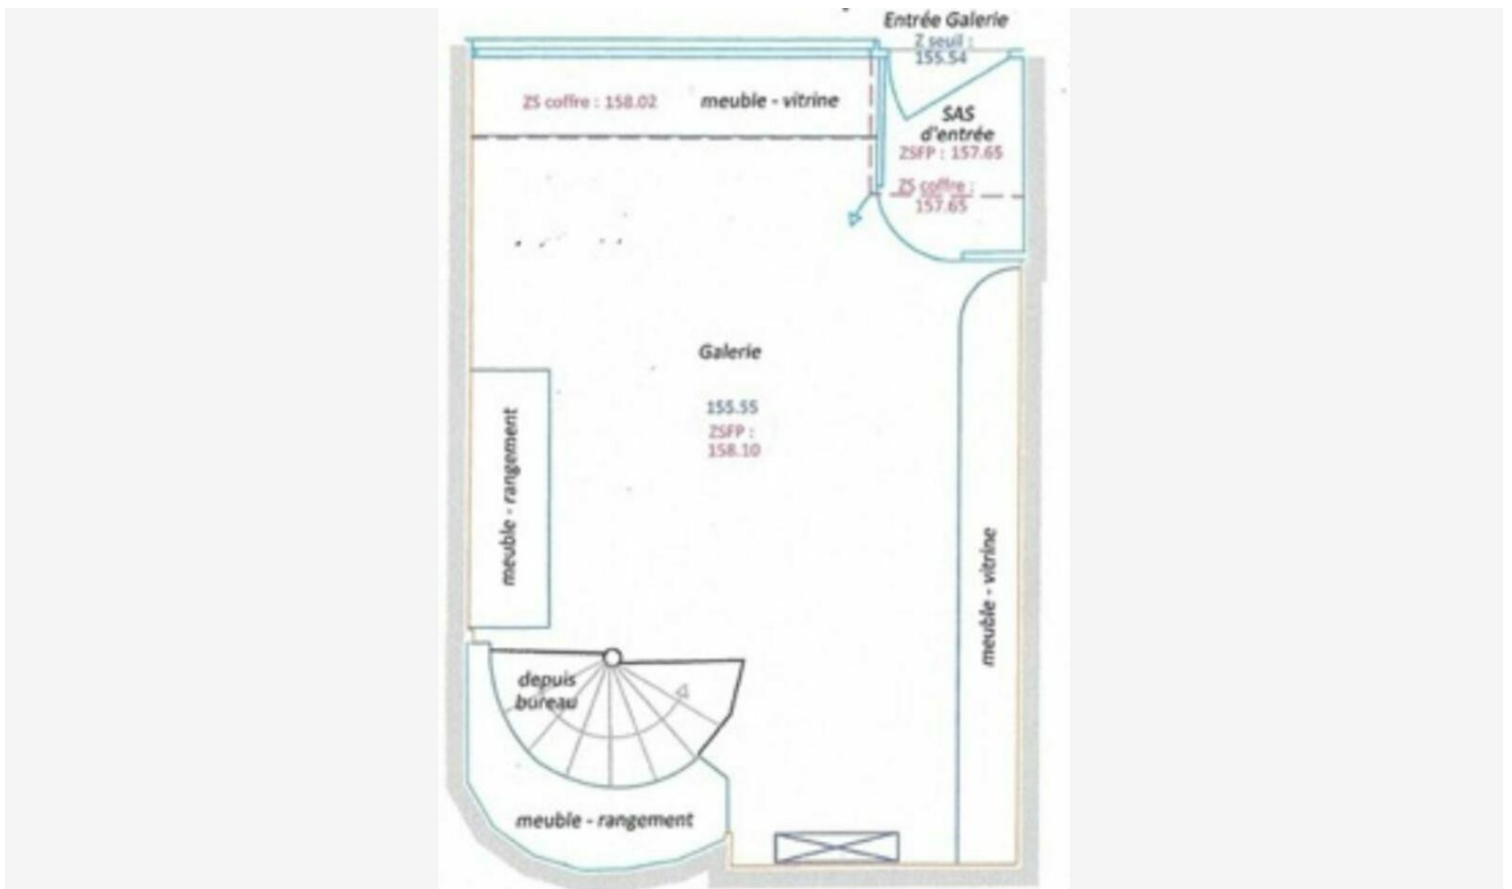 Entrée Galerie
Z seuil :
155.54
ZS coffre : 158.02
meuble - vitrine
SAS
d'entrée
ZSFP : 157.65
ZS coffre :
157.65
Galerie
155.55
ZSFP :
158.10
meuble - rangement
meuble - vitrine
depuis
bureau
meuble - rangement